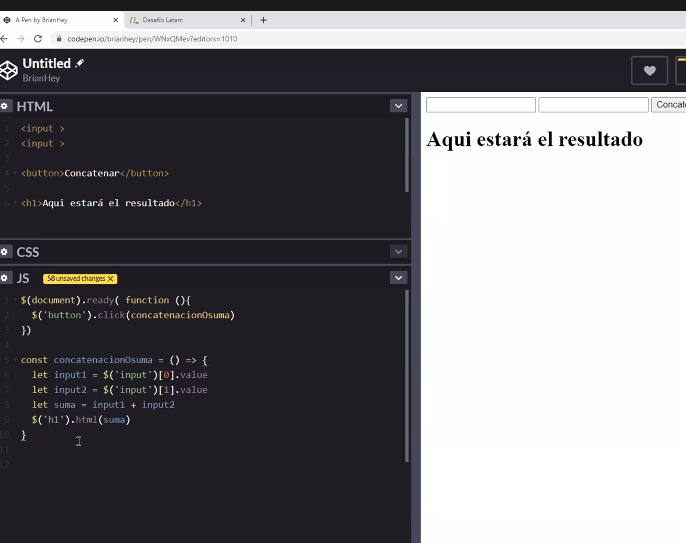 A Pen by BrianHey
Desafío Latam
codepen.io/brianhey/pen/WNxQMev?editors=1010
Untitled
BrianHey
HTML
1 <input >
2 <input >
3
4 <button>Concatenar</button>
5
6 <h1>Aqui estará el resultado</h1>
CSS
JS 58 unsaved changes X
1 $(document).ready( function (){
2 $('button').click(concatenacionOsuma)
3 })
4
5 const concatenacionOsuma = () => {
6 let input1 = $('input')[0].value
7 let input2 = $('input')[1].value
8 let suma = input1 + input2
9 $('h1').html(suma)
10 }
11
12
Concate
Aqui estará el resultado